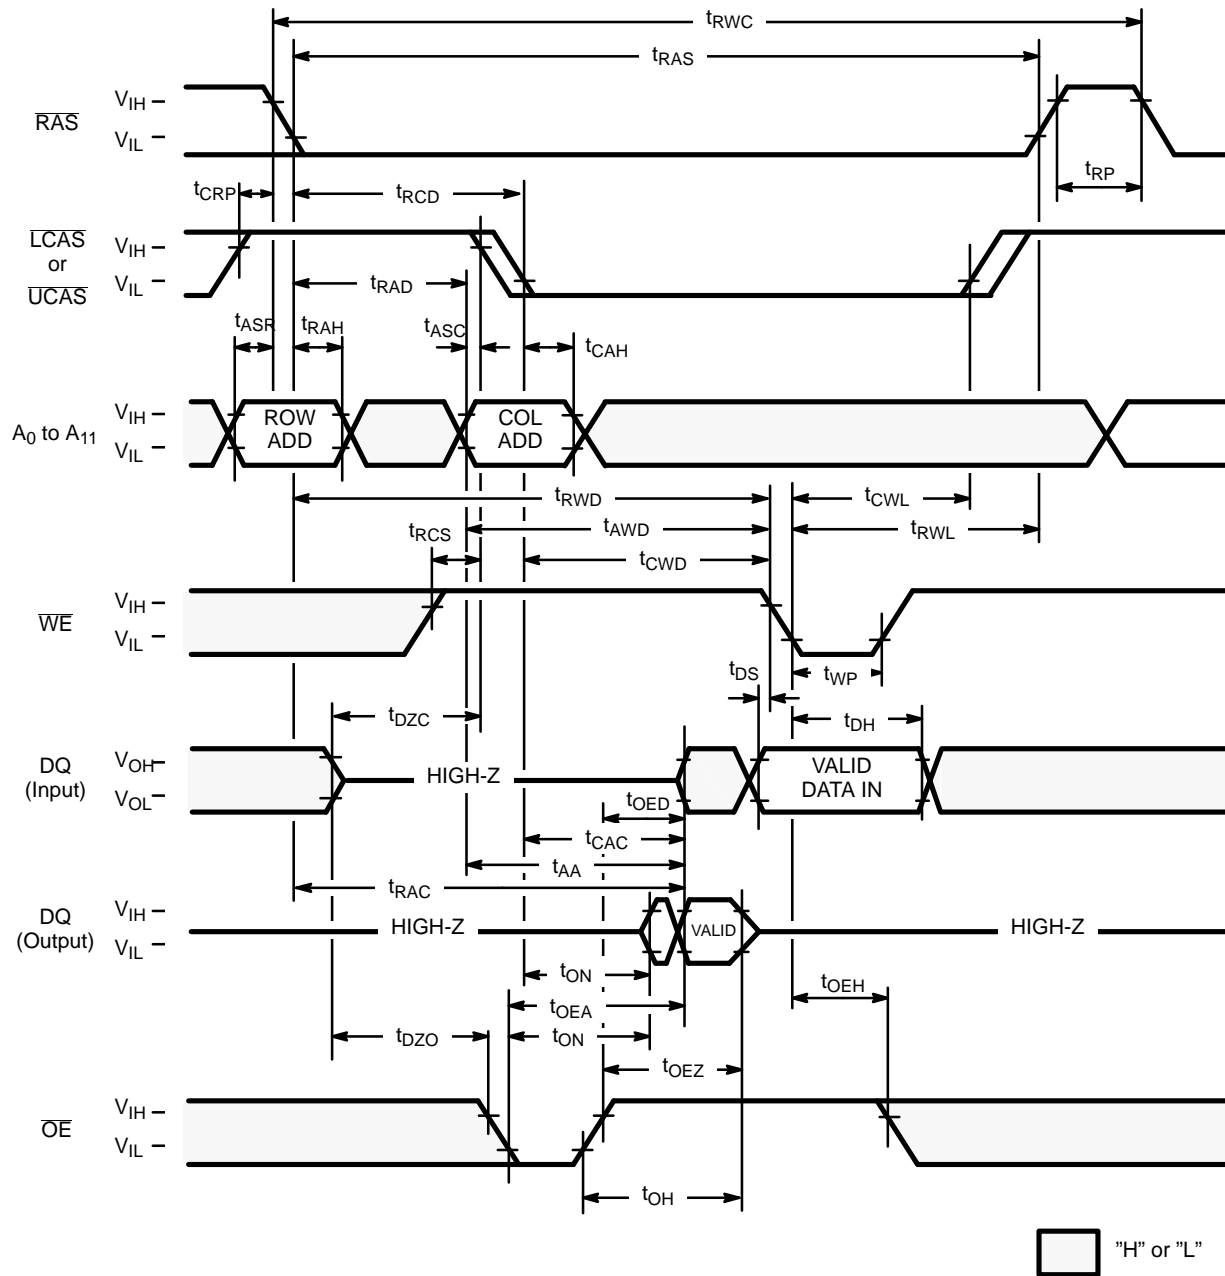 tRWC
tRAS
RAS
VIH
VIL
tCRP
tRCD
tRP
LCAS
or
UCAS
VIH
VIL
tRAD
tASR
tRAH
tASC
tCAH
A0 to A11
VIH
VIL
ROW
ADD
COL
ADD
tRWD
tCWL
tRCS
tAWD
tRWL
tCWD
WE
VIH
VIL
tDS
tWP
tDZC
tDH
DQ
(Input)
VOH
VOL
HIGH-Z
VALID
DATA IN
tOED
tCAC
tAA
tRAC
DQ
(Output)
VIH
VIL
HIGH-Z
VALID
HIGH-Z
tON
tOEH
tOEA
tDZO
tON
tOEZ
OE
VIH
VIL
tOH
”H” or ”L”